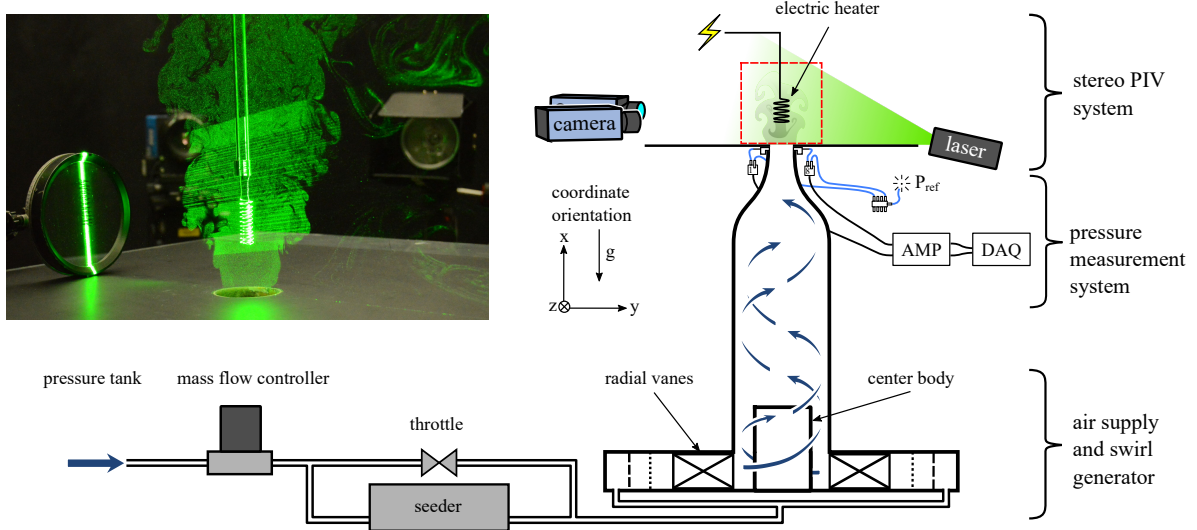 electric heater
camera
laser
stereo PIV
system
P_ref
coordinate
orientation
x
g
z
y
AMP
DAQ
pressure
measurement
system
pressure tank
mass flow controller
throttle
seeder
radial vanes
center body
air supply
and swirl
generator